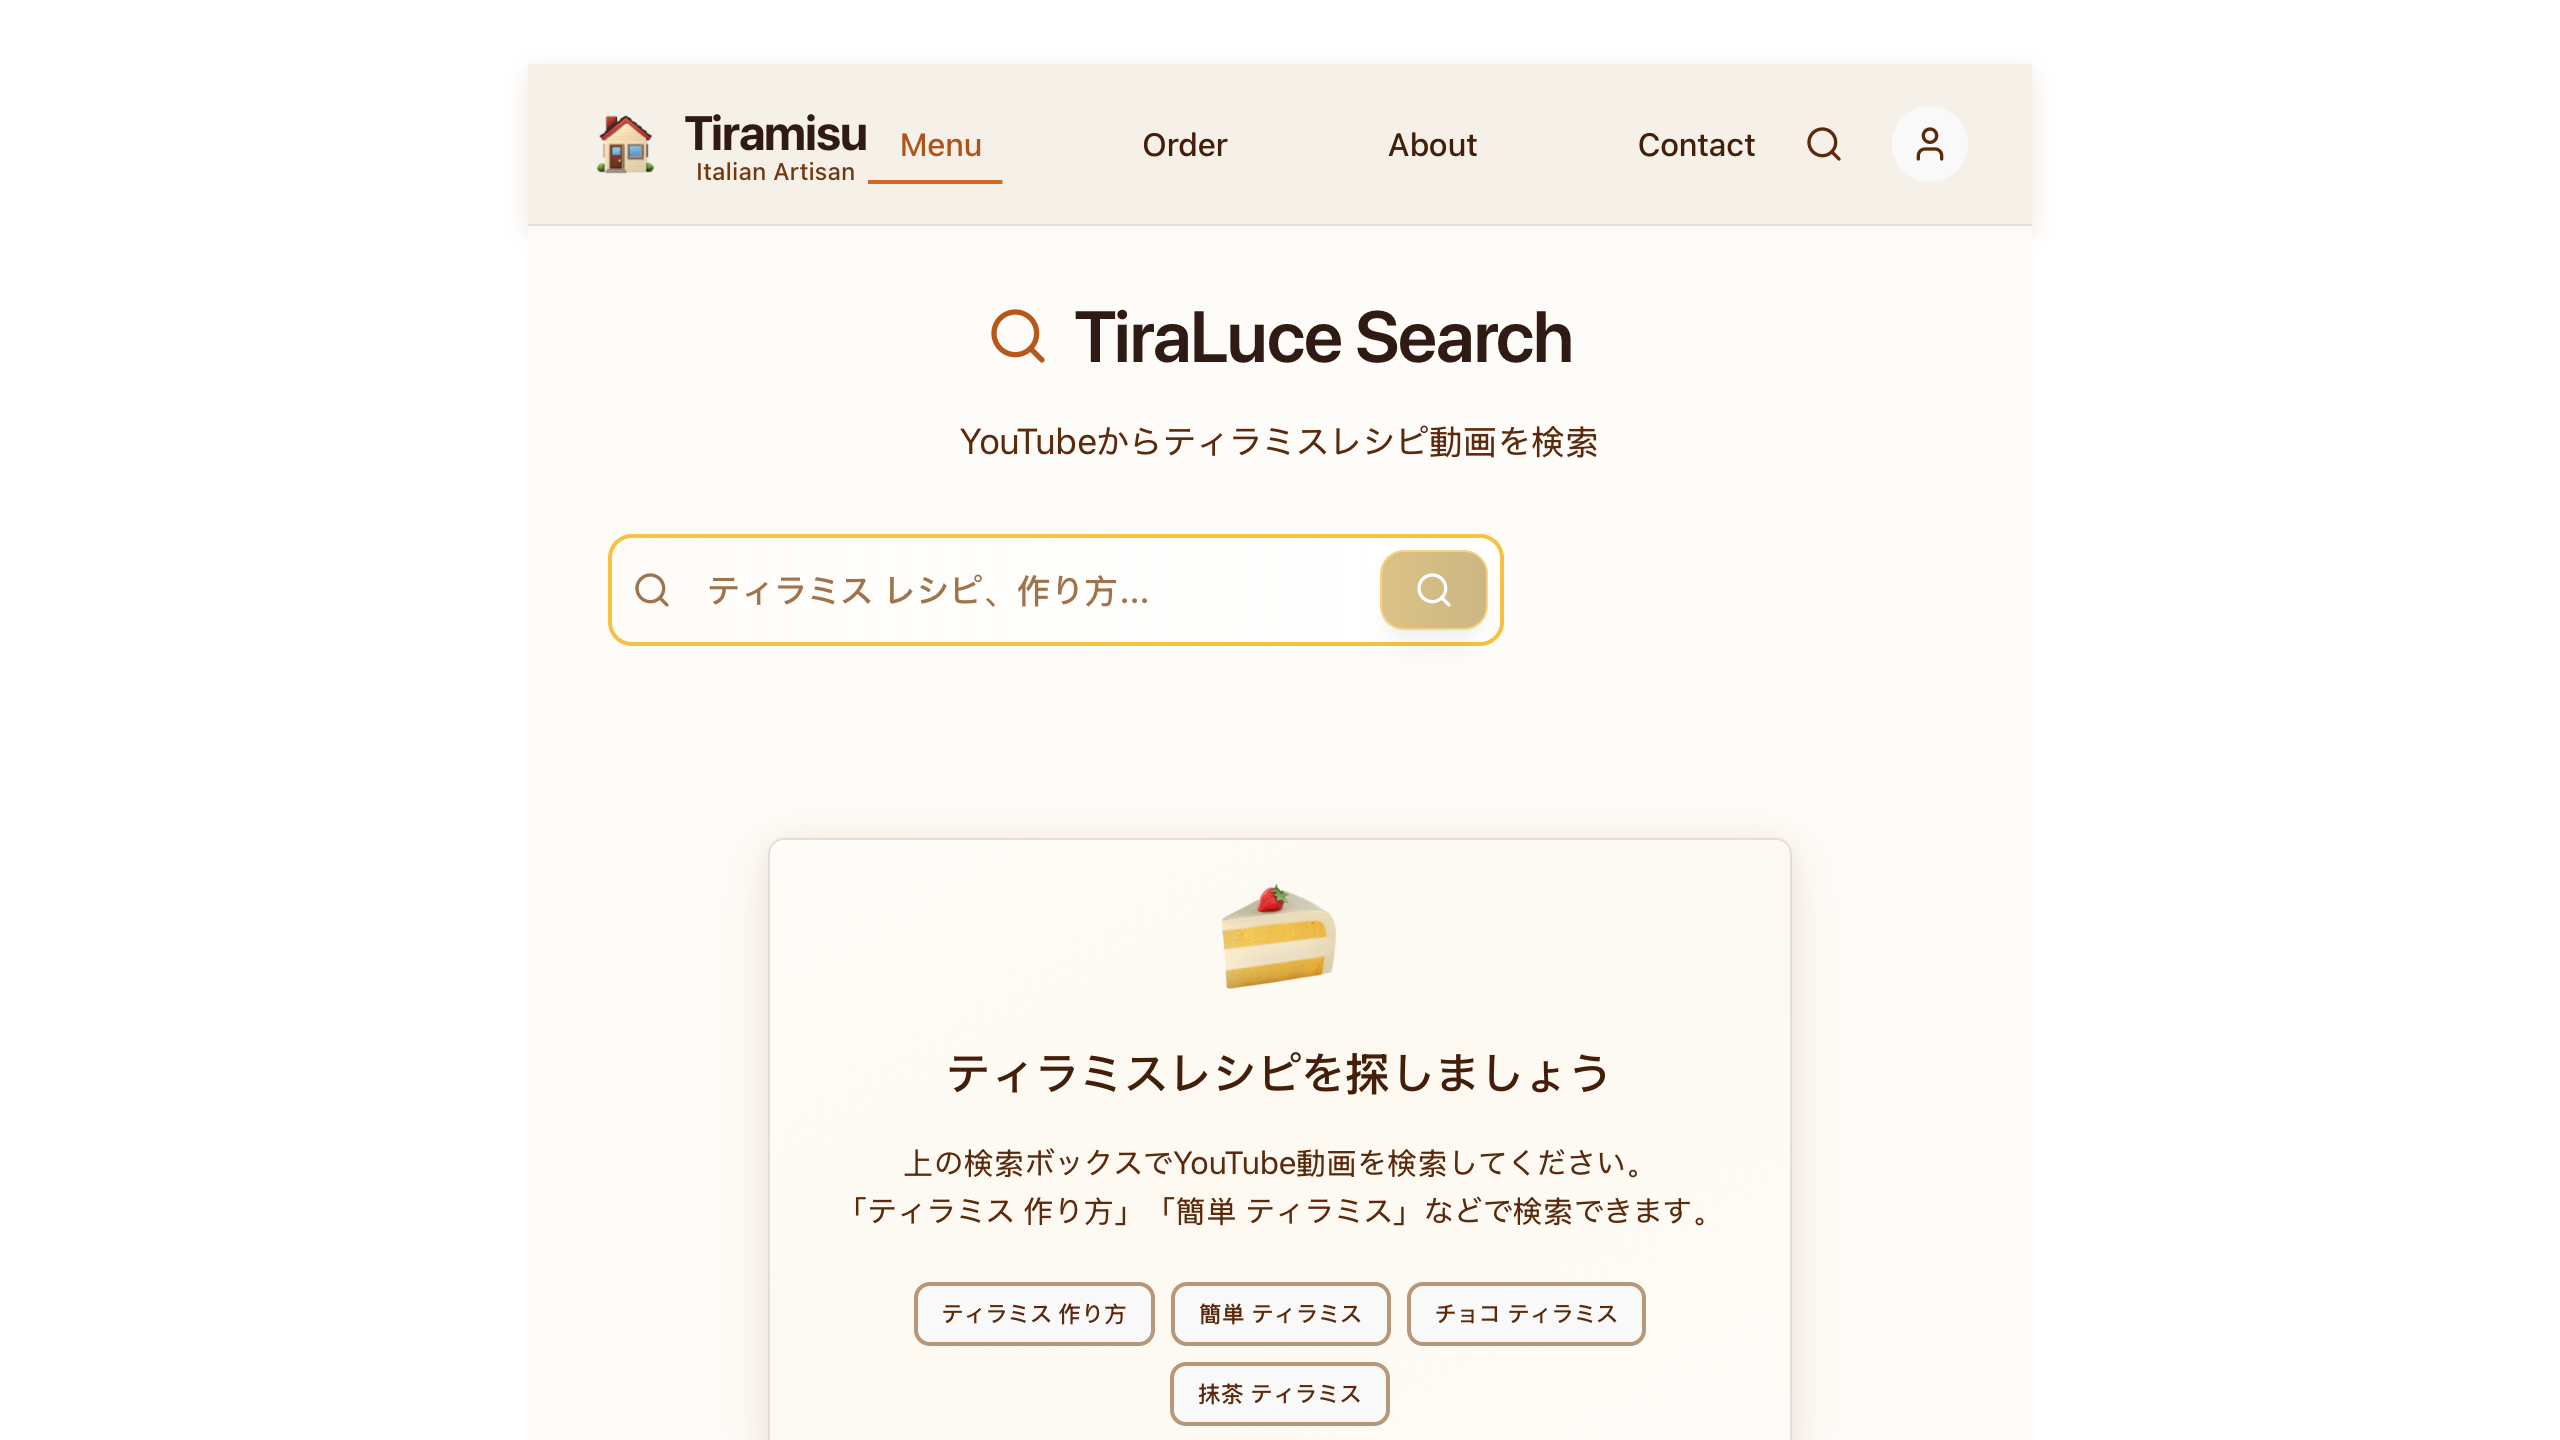 Tiramisu
Italian Artisan
Menu
Order
About
Contact
TiraLuce Search
YouTubeからティラミスレシピ動画を検索
ティラミス レシピ、作り方...
ティラミスレシピを探しましょう
上の検索ボックスでYouTube動画を検索してください。
「ティラミス 作り方」「簡単 ティラミス」などで検索できます。
ティラミス 作り方
簡単 ティラミス
チョコ ティラミス
抹茶 ティラミス